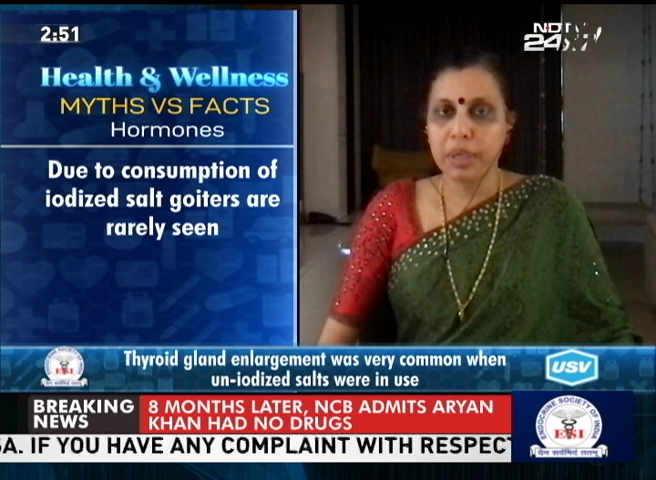 2:51
NDTV
24
Health & Wellness
MYTHS VS FACTS
Hormones
Due to consumption of
iodized salt goiters are
rarely seen
Thyroid gland enlargement was very common when
un-iodized salts were in use
USV
BREAKING
NEWS
8 MONTHS LATER, NCB ADMITS ARYAN
KHAN HAD NO DRUGS
SA. IF YOU HAVE ANY COMPLAINT WITH RESPECT
ENDOCRINE SOCIETY OF INDIA
ESI